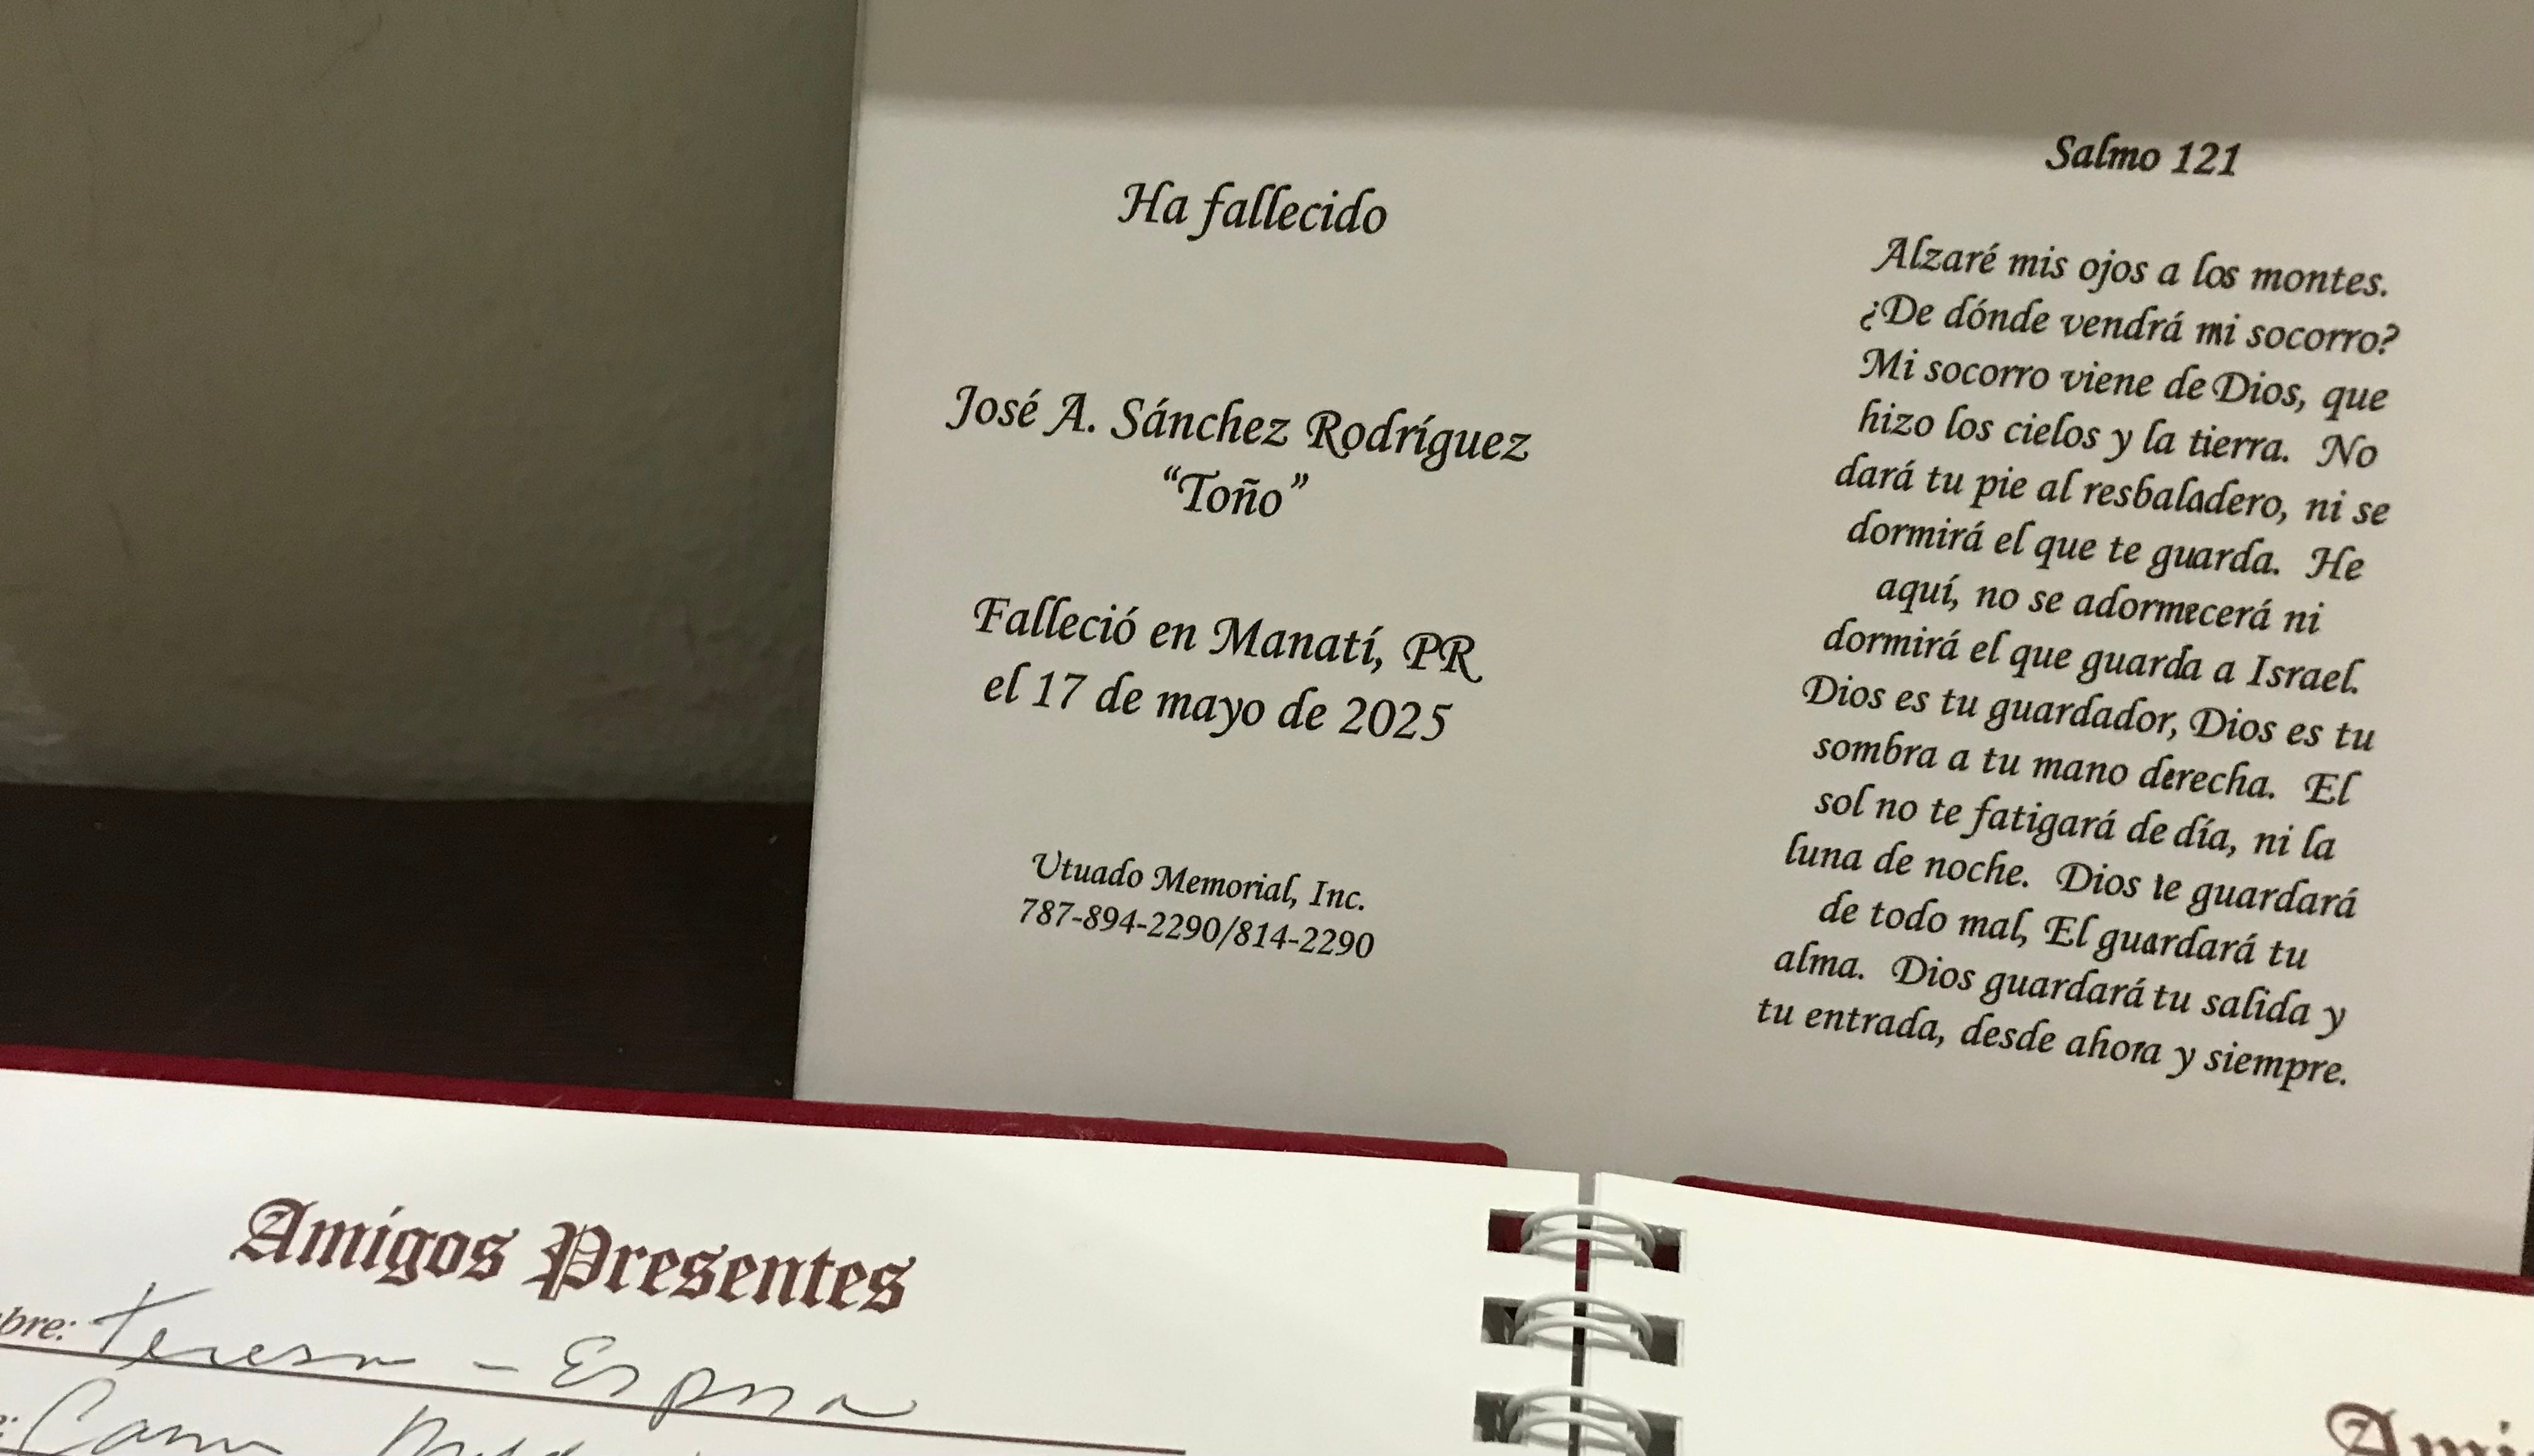 Ha fallecido
José A. Sánchez Rodríguez
“Toño”
Falleció en Manatí, PR
el 17 de mayo de 2025
Utuado Memorial, Inc.
787-894-2290/814-2290
Salmo 121
Alzaré mis ojos a los montes.
¿De dónde vendrá mi socorro?
Mi socorro viene de Dios, que
hizo los cielos y la tierra. No
dará tu pie al resbaladero, ni se
dormirá el que te guarda. He
aquí, no se adormecerá ni
dormirá el que guarda a Israel.
Dios es tu guardador, Dios es tu
sombra a tu mano derecha. El
sol no te fatigará de día, ni la
luna de noche. Dios te guardará
de todo mal, El guardará tu
alma. Dios guardará tu salida y
tu entrada, desde ahora y siempre.
Amigos Presentes
bre: Teresa - Esposa